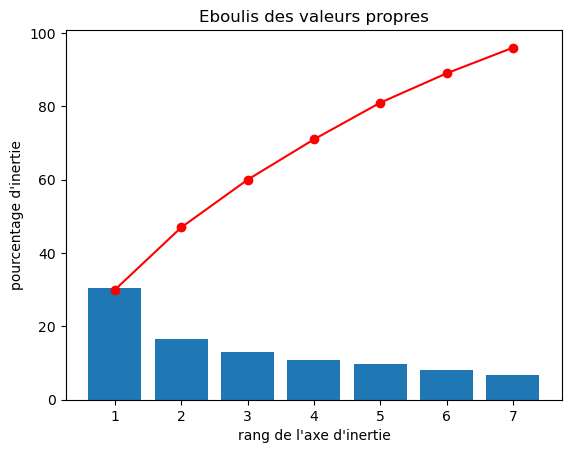 Eboulis des valeurs propres
100
80
60
40
20
0
pourcentage d'inertie
1 2 3 4 5 6 7
rang de l'axe d'inertie